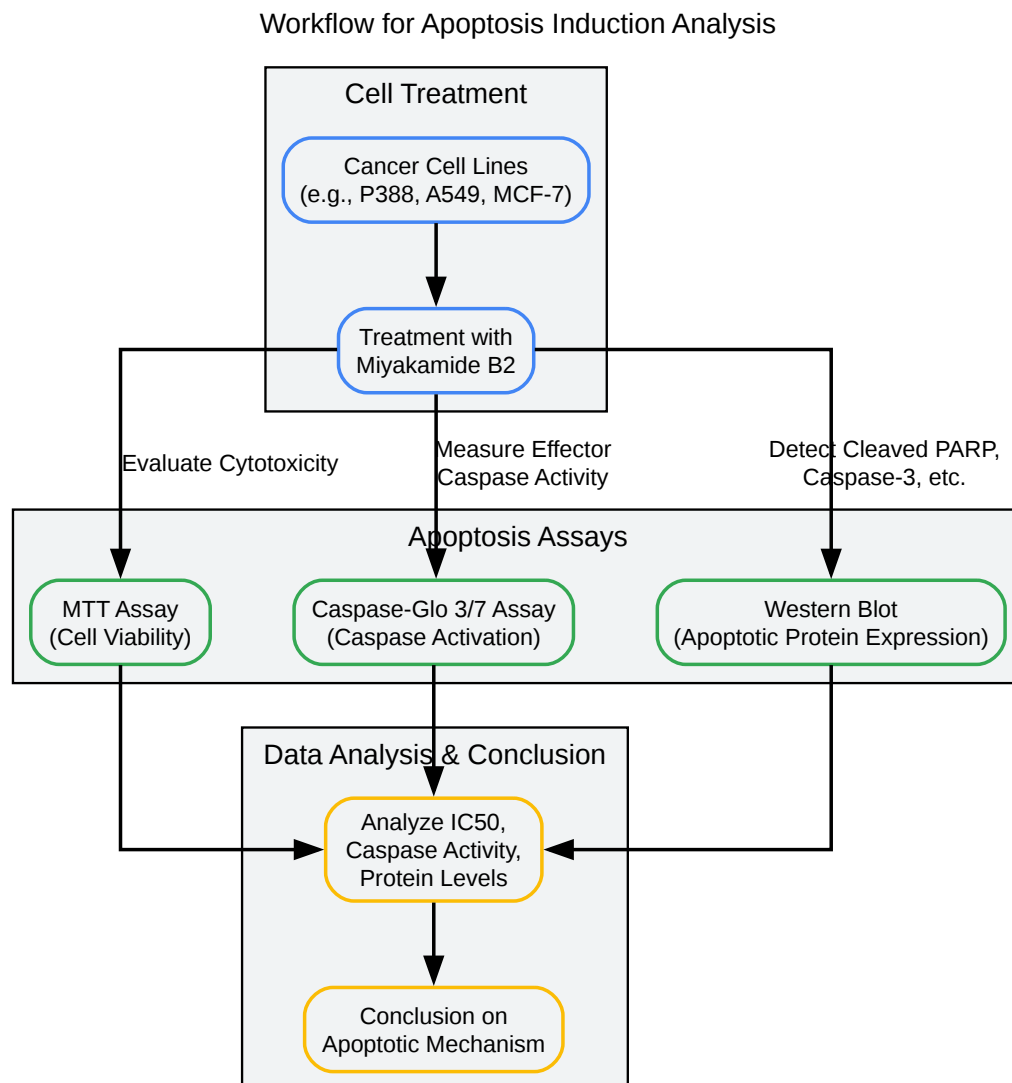 Workflow for Apoptosis Induction Analysis
Cell Treatment
Cancer Cell Lines
(e.g., P388, A549, MCF-7)
Treatment with
Miyakamide B2
Evaluate Cytotoxicity
Measure Effector
Caspase Activity
Detect Cleaved PARP,
Caspase-3, etc.
Apoptosis Assays
MTT Assay
(Cell Viability)
Caspase-Glo 3/7 Assay
(Caspase Activation)
Western Blot
(Apoptotic Protein Expression)
Data Analysis & Conclusion
Analyze IC50,
Caspase Activity,
Protein Levels
Conclusion on
Apoptotic Mechanism